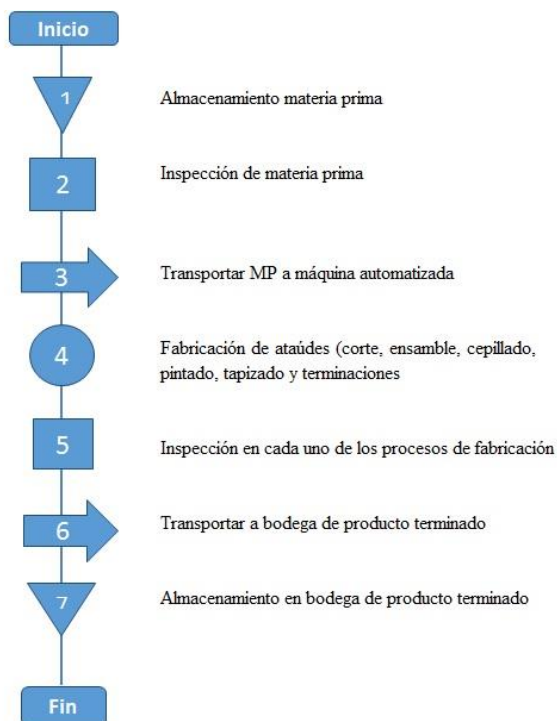 Inicio
1
Almacenamiento materia prima
2
Inspección de materia prima
3
Transportar MP a máquina automatizada
4
Fabricación de ataúdes (corte, ensamble, cepillado,
pintado, tapizado y terminaciones
5
Inspección en cada uno de los procesos de fabricación
6
Transportar a bodega de producto terminado
7
Almacenamiento en bodega de producto terminado
Fin